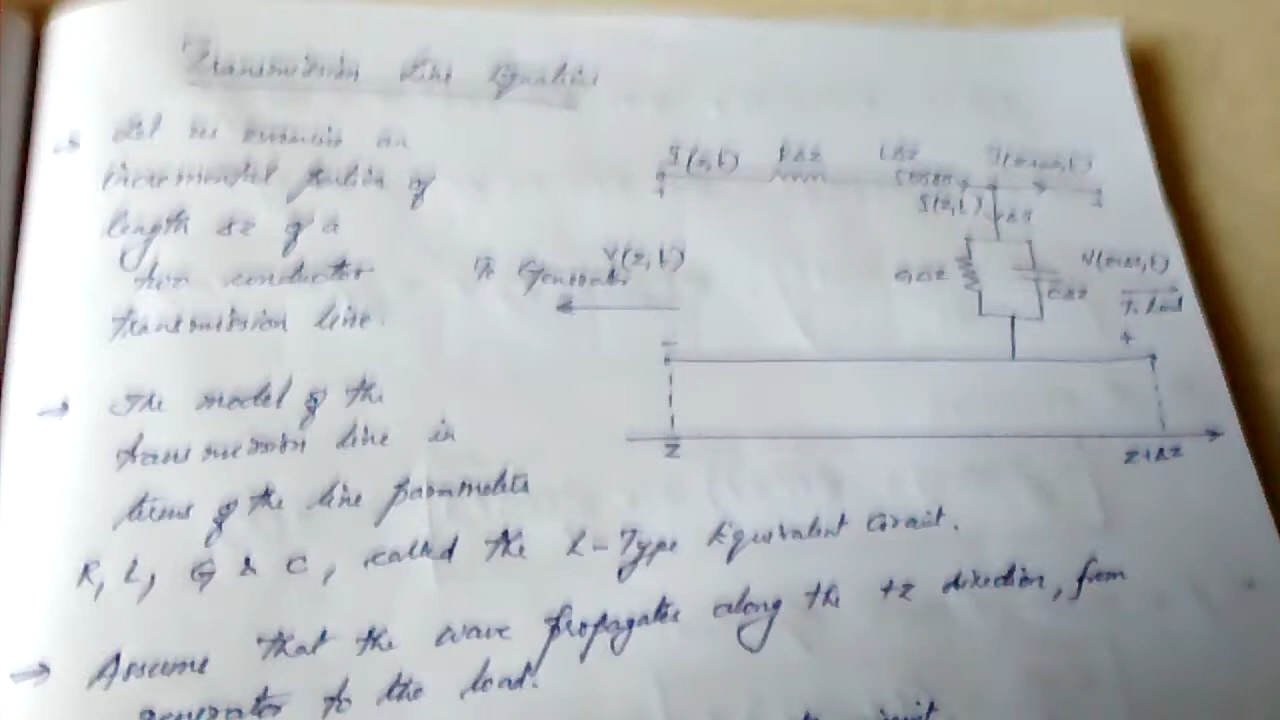 Transmission Line Equations
→ Let us examine an
incremental portion of
length Δz of a
two conductor
transmission line.
I(z,t) RΔz LΔz I(z+Δz,t)
I(z,t) ΔI
To Generator V(z,t)
GΔz CΔz V(z+Δz,t)
To load
- +
z z+Δz
→ The model of the
transmission line in
terms of the line parameters
R, L, G & C, called the L-Type Equivalent Circuit.
→ Assume that the wave propagates along the +z direction, from
generator to the load.